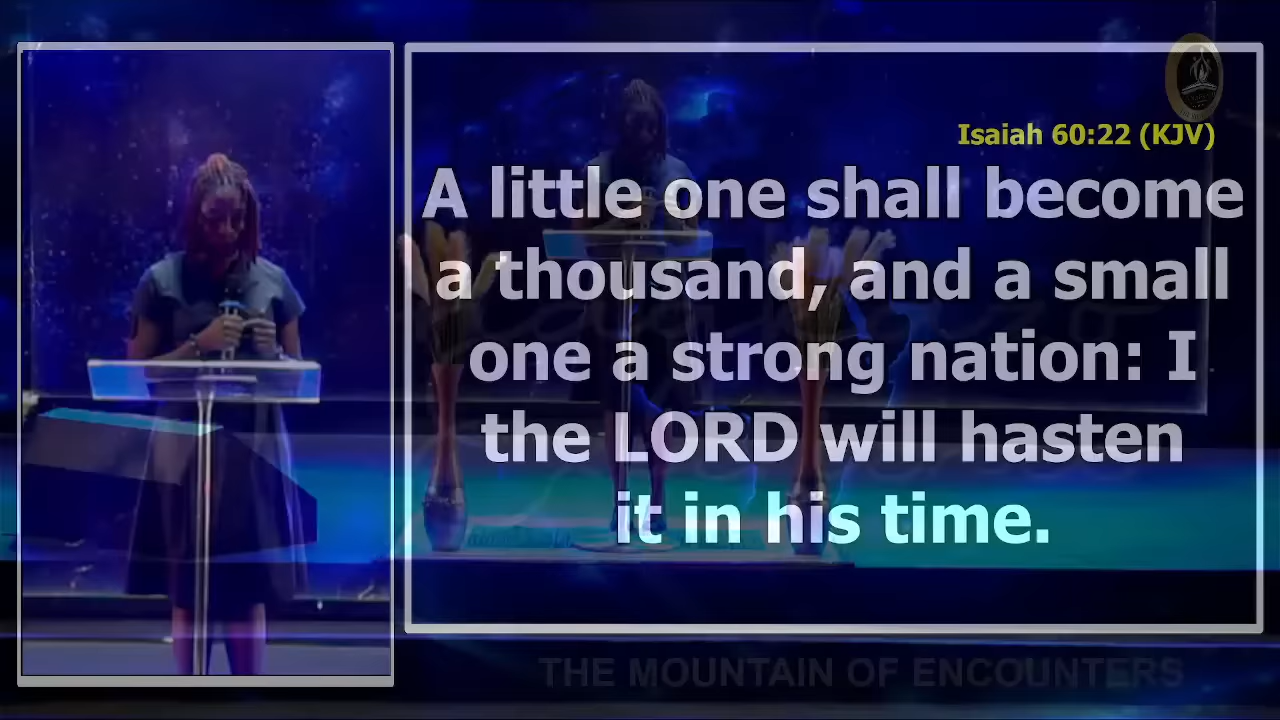 Isaiah 60:22 (KJV)
A little one shall become
a thousand, and a small
one a strong nation: I
the LORD will hasten
it in his time.
THE MOUNTAIN OF ENCOUNTERS